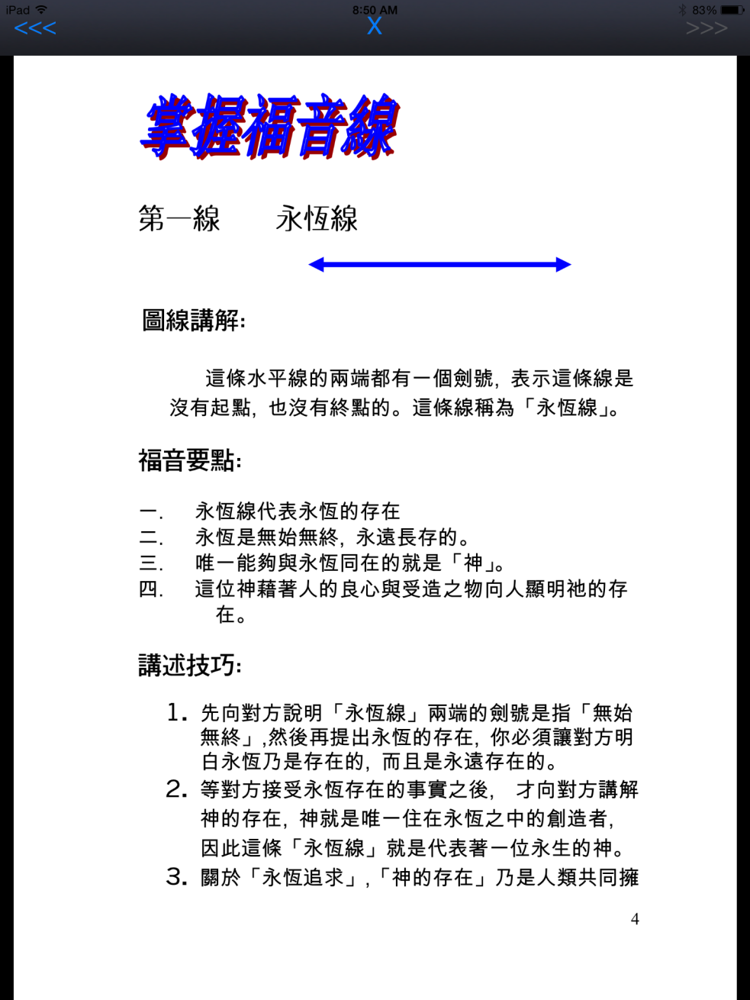 iPad 8:50 AM 83%
<<< X >>>
掌握福音線
第一線 永恆線
圖線講解:
這條水平線的兩端都有一個劍號, 表示這條線是
沒有起點, 也沒有終點的。這條線稱為「永恆線」。
福音要點:
一. 永恆線代表永恆的存在
二. 永恆是無始無終, 永遠長存的。
三. 唯一能夠與永恆同在的就是「神」。
四. 這位神藉著人的良心與受造之物向人顯明祂的存
在。
講述技巧:
1. 先向對方說明「永恆線」兩端的劍號是指「無始
無終」,然後再提出永恆的存在, 你必須讓對方明
白永恆乃是存在的, 而且是永遠存在的。
2. 等對方接受永恆存在的事實之後, 才向對方講解
神的存在, 神就是唯一住在永恆之中的創造者,
因此這條「永恆線」就是代表著一位永生的神。
3. 關於「永恆追求」,「神的存在」乃是人類共同擁
4